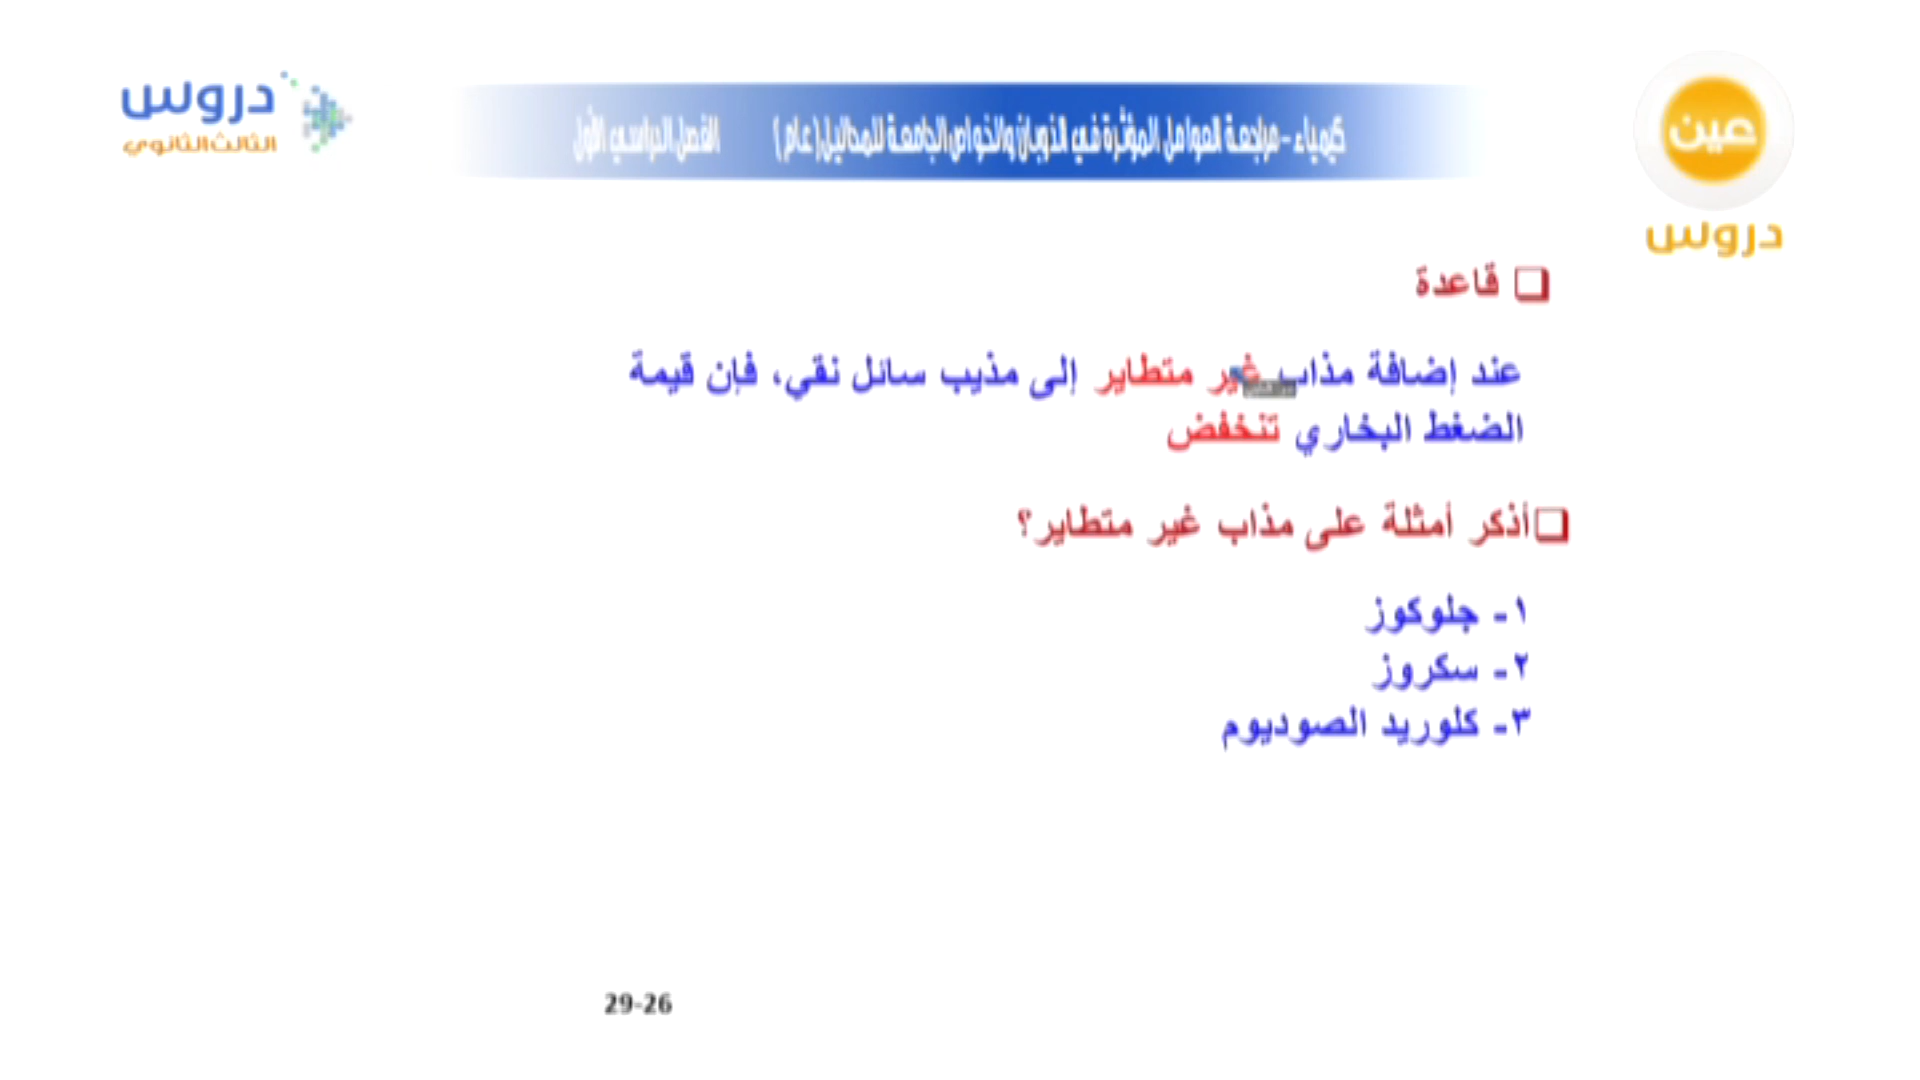 دروس
الثالث الثانوي
كيمياء - مراجعة العوامل المؤثرة في الذوبان والخواص الجامعة للمحاليل (عام) الفصل الدراسي الأول
عين
دروس
قاعدة
عند إضافة مذاب غير متطاير إلى مذيب سائل نقي، فإن قيمة
الضغط البخاري تنخفض
أذكر أمثلة على مذاب غير متطاير؟
١- جلوكوز
٢- سكروز
٣- كلوريد الصوديوم
29-26